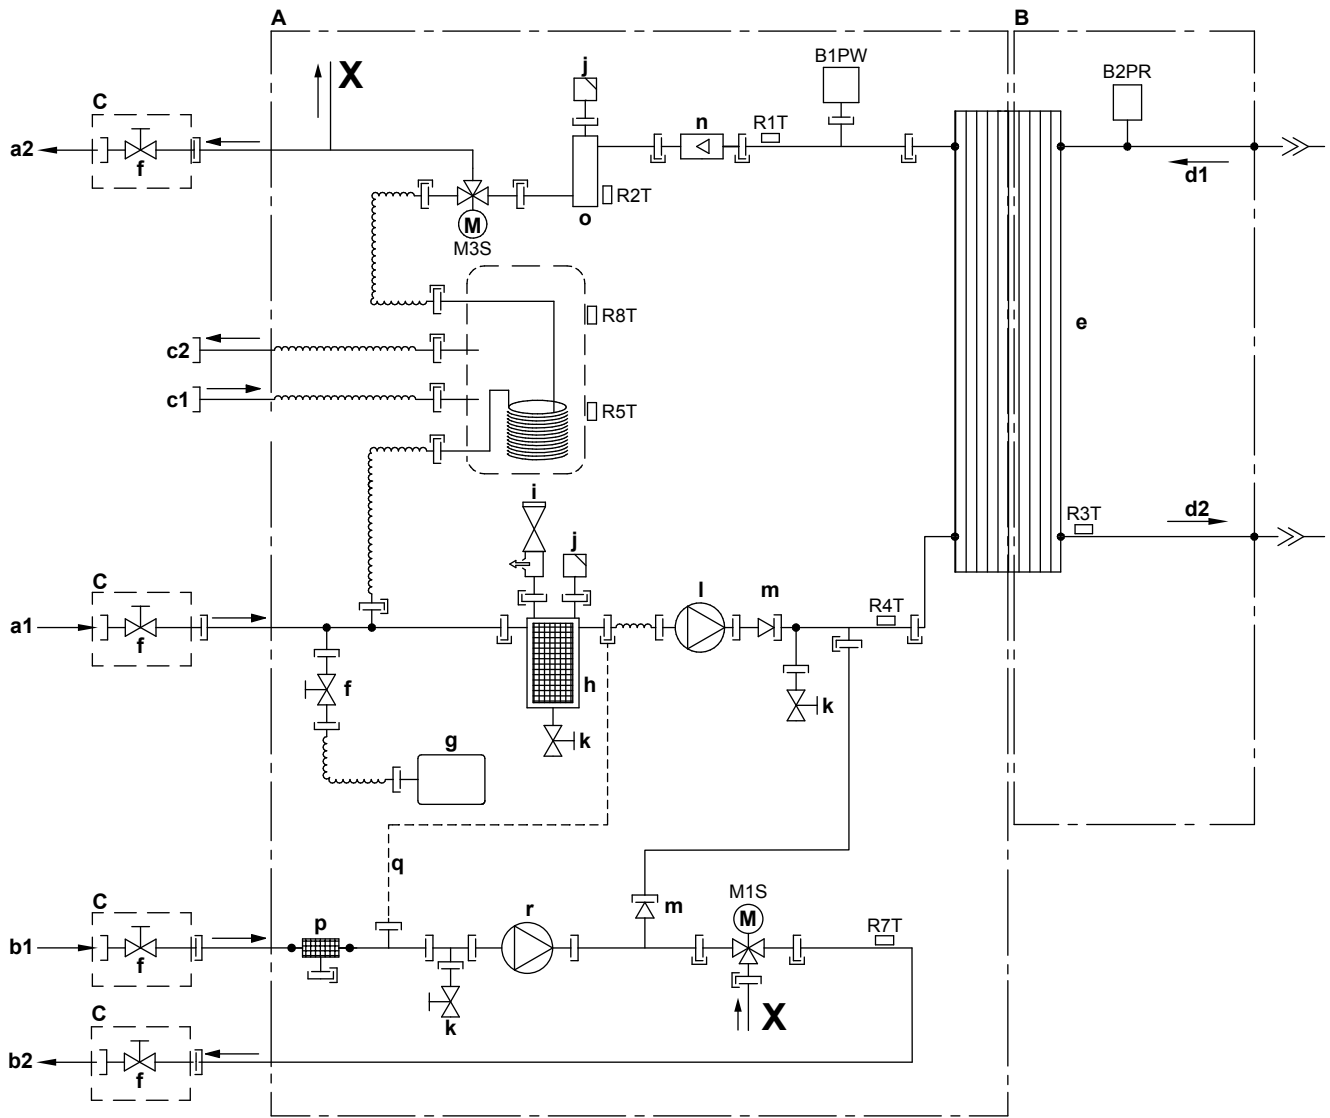 A
B
X
j
B1PW
B2PR
C
n
R1T
a2
f
d1
R2T
o
M
M3S
R8T
e
c2
c1
R5T
i
R3T
d2
j
C
l
m
R4T
a1
f
f
h
k
k
g
q
M1S
C
r
m
p
M
R7T
b1
f
k
X
C
b2
f